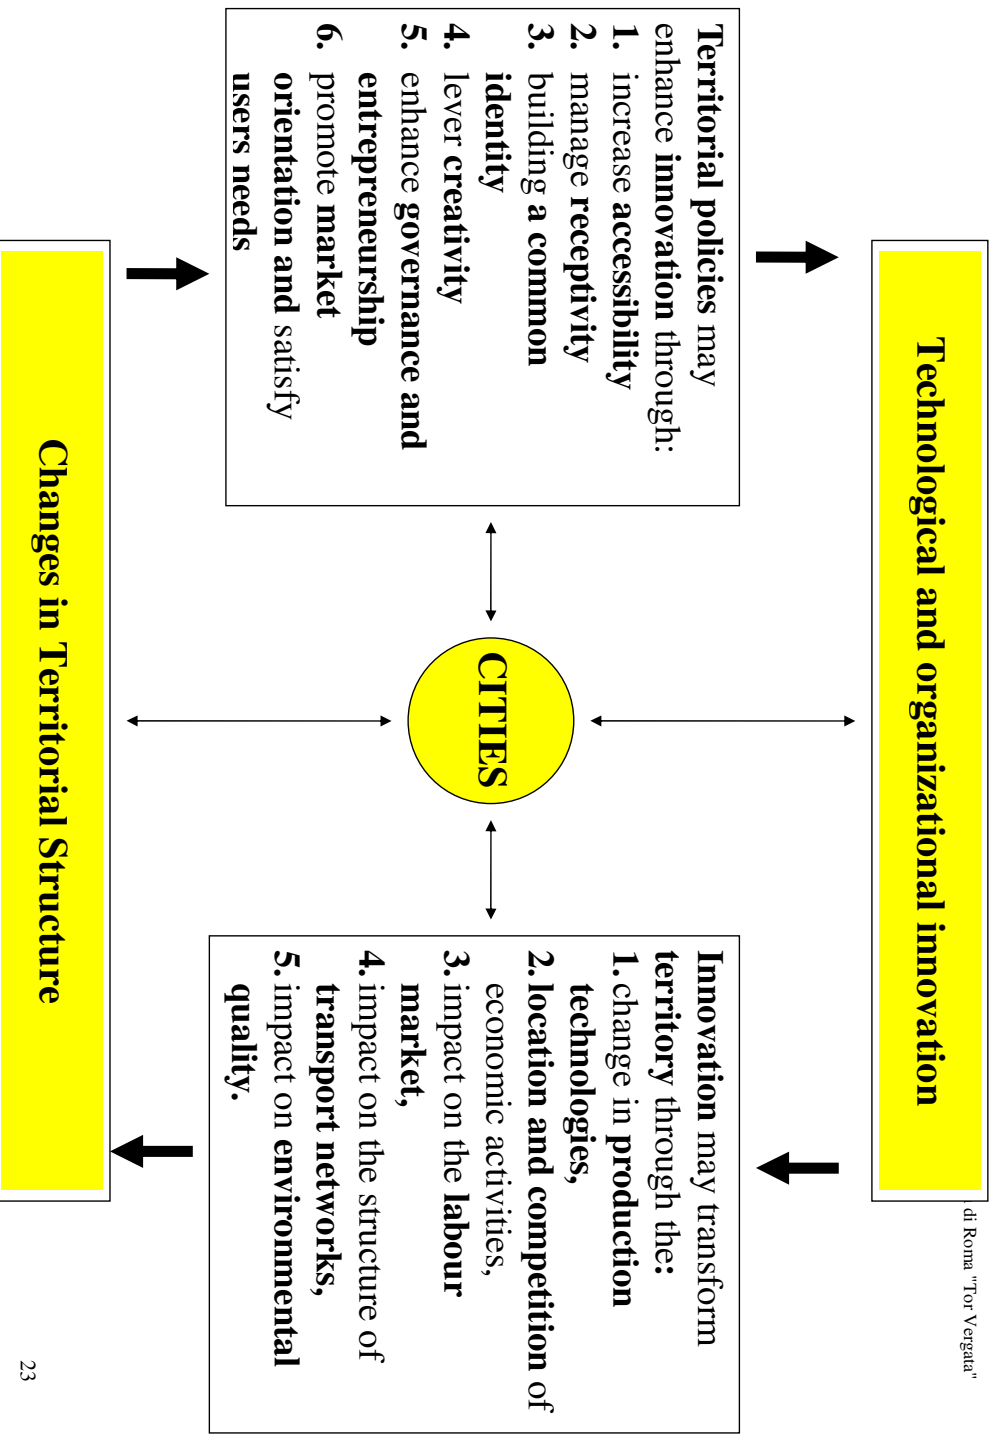 di Roma "Tor Vergata"
Technological and organizational innovation
Territorial policies may
enhance innovation through:
1. increase accessibility
2. manage receptivity
3. building a common
identity
4. lever creativity
5. enhance governance and
entrepreneurship
6. promote market
orientation and satisfy
users needs
CITIES
Innovation may transform
territory through the:
1. change in production
technologies,
2. location and competition of
economic activities,
3. impact on the labour
market,
4. impact on the structure of
transport networks,
5. impact on environmental
quality.
Changes in Territorial Structure
23